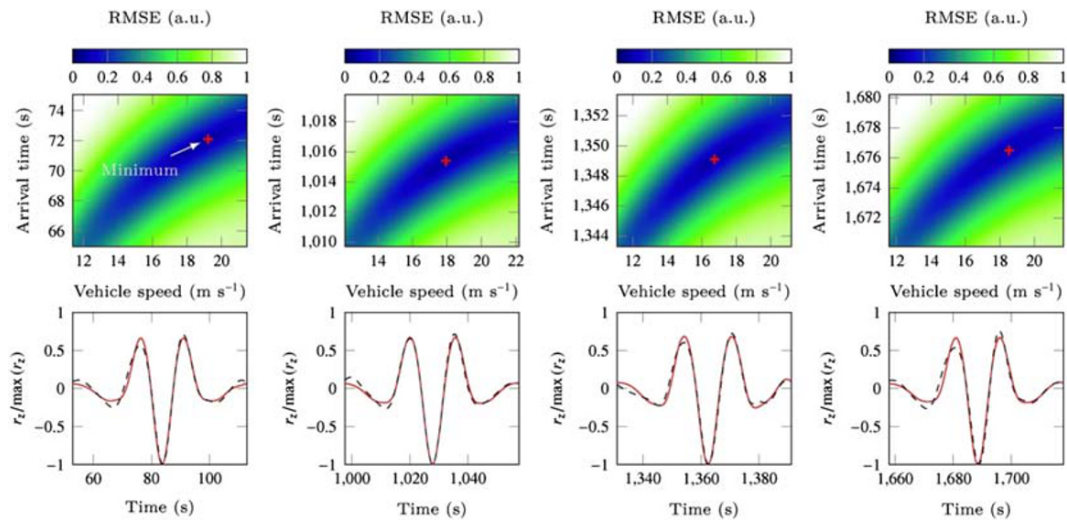 RMSE (a.u.) RMSE (a.u.) RMSE (a.u.) RMSE (a.u.)
0 0.2 0.4 0.6 0.8 1 0 0.2 0.4 0.6 0.8 1 0 0.2 0.4 0.6 0.8 1 0 0.2 0.4 0.6 0.8 1
Arrival time (s)
74
72
70
68
66
Minimum
12 14 16 18 20
Vehicle speed (m s⁻¹)
Arrival time (s)
1,018
1,016
1,014
1,012
1,010
14 16 18 20 22
Vehicle speed (m s⁻¹)
Arrival time (s)
1,352
1,350
1,348
1,346
1,344
12 14 16 18 20
Vehicle speed (m s⁻¹)
Arrival time (s)
1,680
1,678
1,676
1,674
1,672
12 14 16 18 20
Vehicle speed (m s⁻¹)
r_z/max (r_z)
1
0.5
0
−0.5
−1
60 80 100
Time (s)
1
0.5
0
−0.5
−1
1,000 1,020 1,040
Time (s)
1
0.5
0
−0.5
−1
1,340 1,360 1,380
Time (s)
1
0.5
0
−0.5
−1
1,660 1,680 1,700
Time (s)